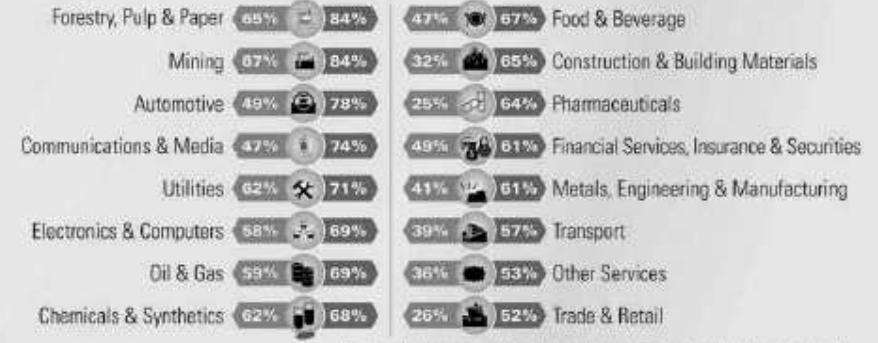 Forestry, Pulp & Paper 65% 84%
Mining 67% 84%
Automotive 49% 78%
Communications & Media 47% 74%
Utilities 62% 71%
Electronics & Computers 58% 69%
Oil & Gas 59% 69%
Chemicals & Synthetics 62% 68%
47% 67% Food & Beverage
32% 65% Construction & Building Materials
25% 64% Pharmaceuticals
49% 61% Financial Services, Insurance & Securities
41% 61% Metals, Engineering & Manufacturing
39% 57% Transport
36% 53% Other Services
26% 52% Trade & Retail